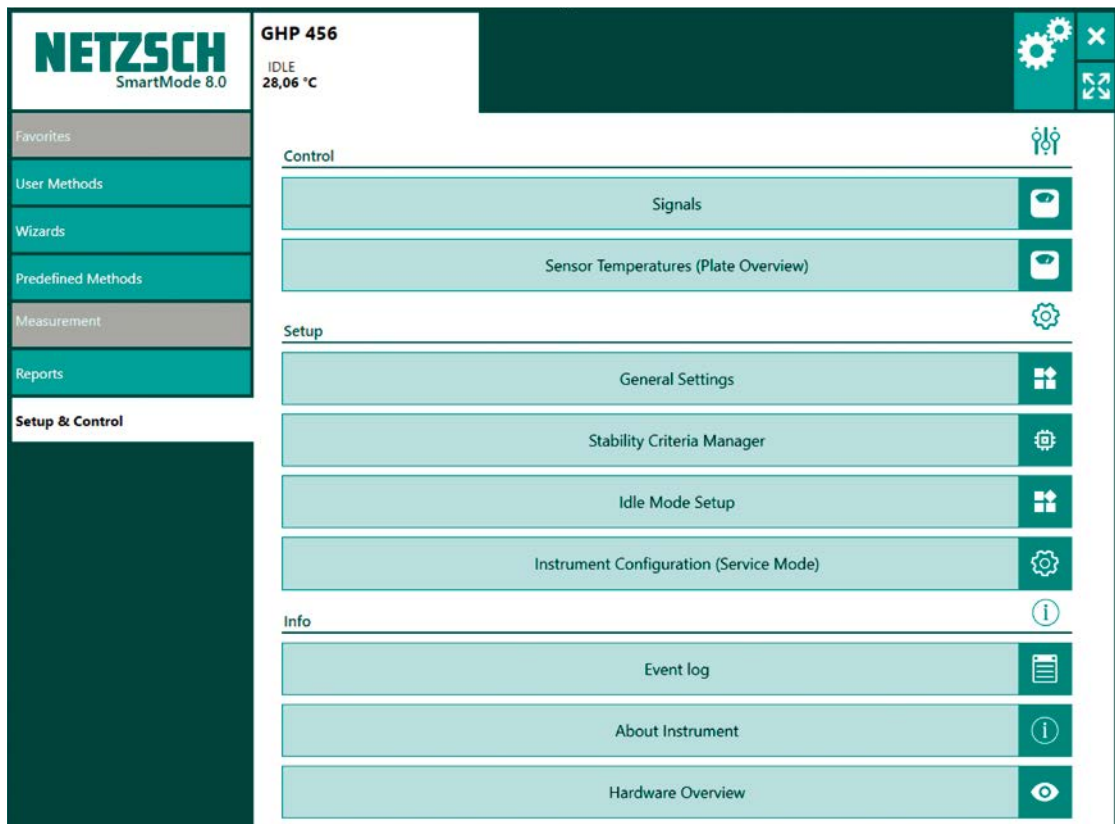 NETZSCH
SmartMode 8.0
GHP 456
IDLE
28,06 °C
Favorites
User Methods
Wizards
Predefined Methods
Measurement
Reports
Setup & Control
Control
Signals
Sensor Temperatures (Plate Overview)
Setup
General Settings
Stability Criteria Manager
Idle Mode Setup
Instrument Configuration (Service Mode)
Info
Event log
About Instrument
Hardware Overview